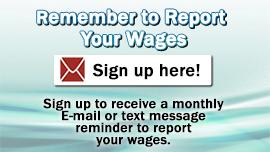 Remember to Report
Your Wages
Sign up here!
Sign up to receive a monthly
E-mail or text message
reminder to report
your wages.